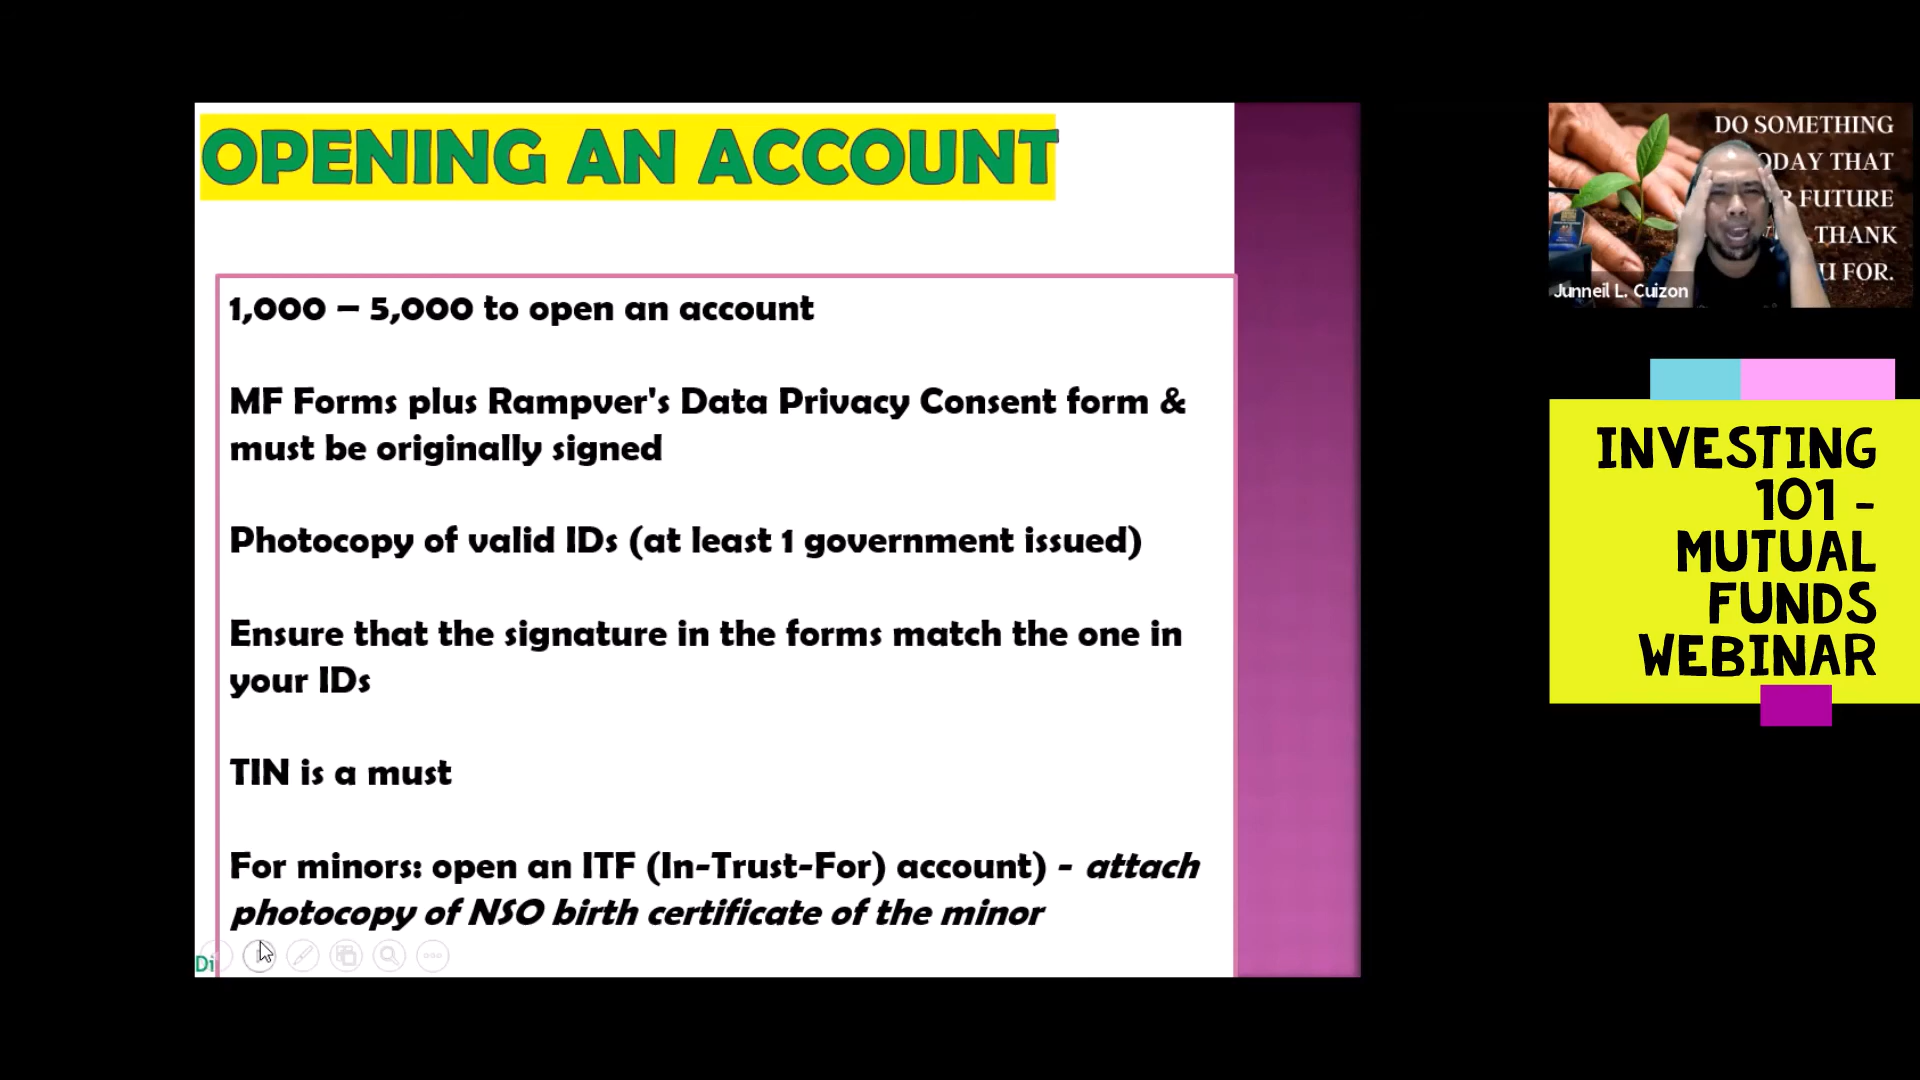 OPENING AN ACCOUNT
1,000 – 5,000 to open an account
MF Forms plus Rampver's Data Privacy Consent form &
must be originally signed
Photocopy of valid IDs (at least 1 government issued)
Ensure that the signature in the forms match the one in
your IDs
TIN is a must
For minors: open an ITF (In-Trust-For) account) - attach
photocopy of NSO birth certificate of the minor
Di
DO SOMETHING
ODAY THAT
R FUTURE
THANK
U FOR.
Junneil L. Cuizon
INVESTING
101 -
MUTUAL
FUNDS
WEBINAR